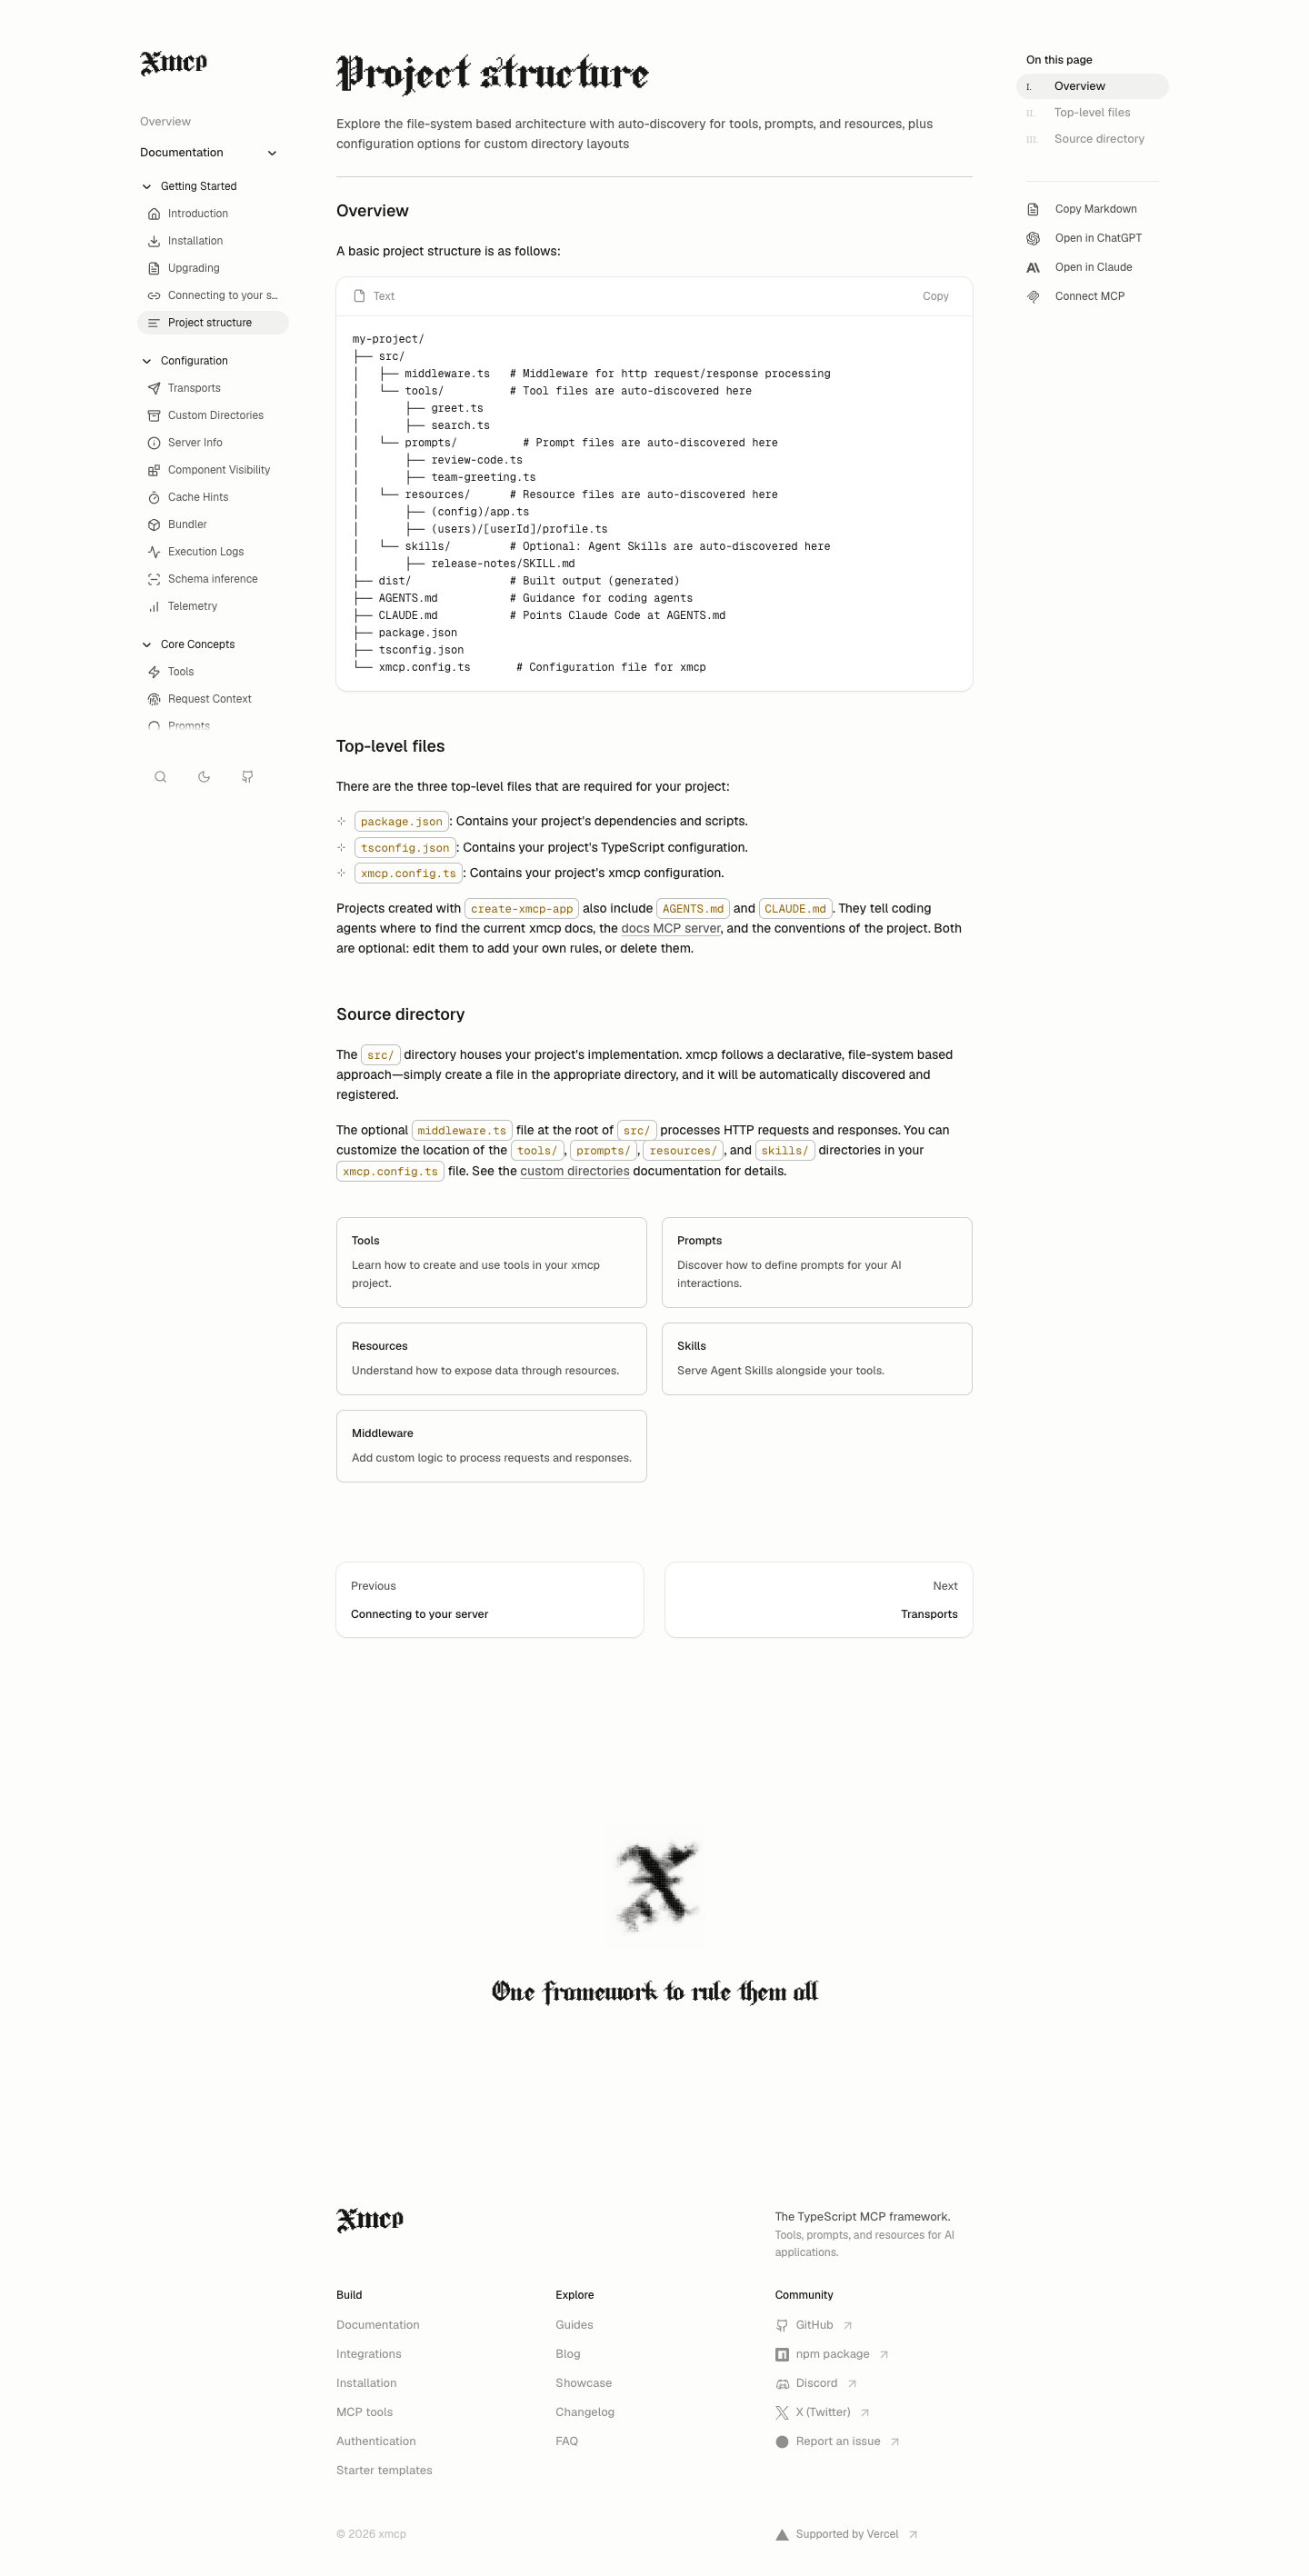 Xmcp
Overview
Documentation
Getting Started
Introduction
Installation
Upgrading
Connecting to your s...
Project structure
Configuration
Transports
Custom Directories
Server Info
Component Visibility
Cache Hints
Bundler
Execution Logs
Schema inference
Telemetry
Core Concepts
Tools
Request Context
Prompts
Project structure
Explore the file-system based architecture with auto-discovery for tools, prompts, and resources, plus
configuration options for custom directory layouts
Overview
A basic project structure is as follows:
Text Copy
my-project/
├── src/
│   ├── middleware.ts   # Middleware for http request/response processing
│   └── tools/          # Tool files are auto-discovered here
│       ├── greet.ts
│       ├── search.ts
│   └── prompts/          # Prompt files are auto-discovered here
│       ├── review-code.ts
│       ├── team-greeting.ts
│   └── resources/      # Resource files are auto-discovered here
│       ├── (config)/app.ts
│       ├── (users)/[userId]/profile.ts
│   └── skills/         # Optional: Agent Skills are auto-discovered here
│       ├── release-notes/SKILL.md
├── dist/               # Built output (generated)
├── AGENTS.md           # Guidance for coding agents
├── CLAUDE.md           # Points Claude Code at AGENTS.md
├── package.json
├── tsconfig.json
└── xmcp.config.ts       # Configuration file for xmcp
Top-level files
There are the three top-level files that are required for your project:
package.json: Contains your project's dependencies and scripts.
tsconfig.json: Contains your project's TypeScript configuration.
xmcp.config.ts: Contains your project's xmcp configuration.
Projects created with create-xmcp-app also include AGENTS.md and CLAUDE.md. They tell coding
agents where to find the current xmcp docs, the docs MCP server, and the conventions of the project. Both
are optional: edit them to add your own rules, or delete them.
Source directory
The src/ directory houses your project's implementation. xmcp follows a declarative, file-system based
approach—simply create a file in the appropriate directory, and it will be automatically discovered and
registered.
The optional middleware.ts file at the root of src/ processes HTTP requests and responses. You can
customize the location of the tools/, prompts/, resources/, and skills/ directories in your
xmcp.config.ts file. See the custom directories documentation for details.
Tools
Learn how to create and use tools in your xmcp
project.
Prompts
Discover how to define prompts for your AI
interactions.
Resources
Understand how to expose data through resources.
Skills
Serve Agent Skills alongside your tools.
Middleware
Add custom logic to process requests and responses.
Previous
Connecting to your server
Next
Transports
On this page
I. Overview
II. Top-level files
III. Source directory
Copy Markdown
Open in ChatGPT
Open in Claude
Connect MCP
X
One framework to rule them all
Xmcp
The TypeScript MCP framework.
Tools, prompts, and resources for AI
applications.
Build
Documentation
Integrations
Installation
MCP tools
Authentication
Starter templates
Explore
Guides
Blog
Showcase
Changelog
FAQ
Community
GitHub
npm package
Discord
X (Twitter)
Report an issue
© 2026 xmcp
Supported by Vercel